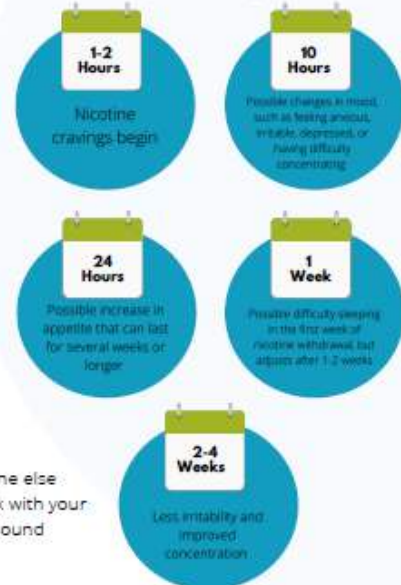 1-2
Hours
Nicotine
cravings begin
10
Hours
Possible changes in mood,
such as feeling anxious,
irritable, depressed, or
having difficulty
concentrating
24
Hours
Possible increase in
appetite that can last
for several weeks or
longer
1
Week
Possible difficulty sleeping
in the first week of
nicotine withdrawal, but
adjusts after 1-2 weeks
2-4
Weeks
Less irritability and
improved
concentration
ne else
with your
ound